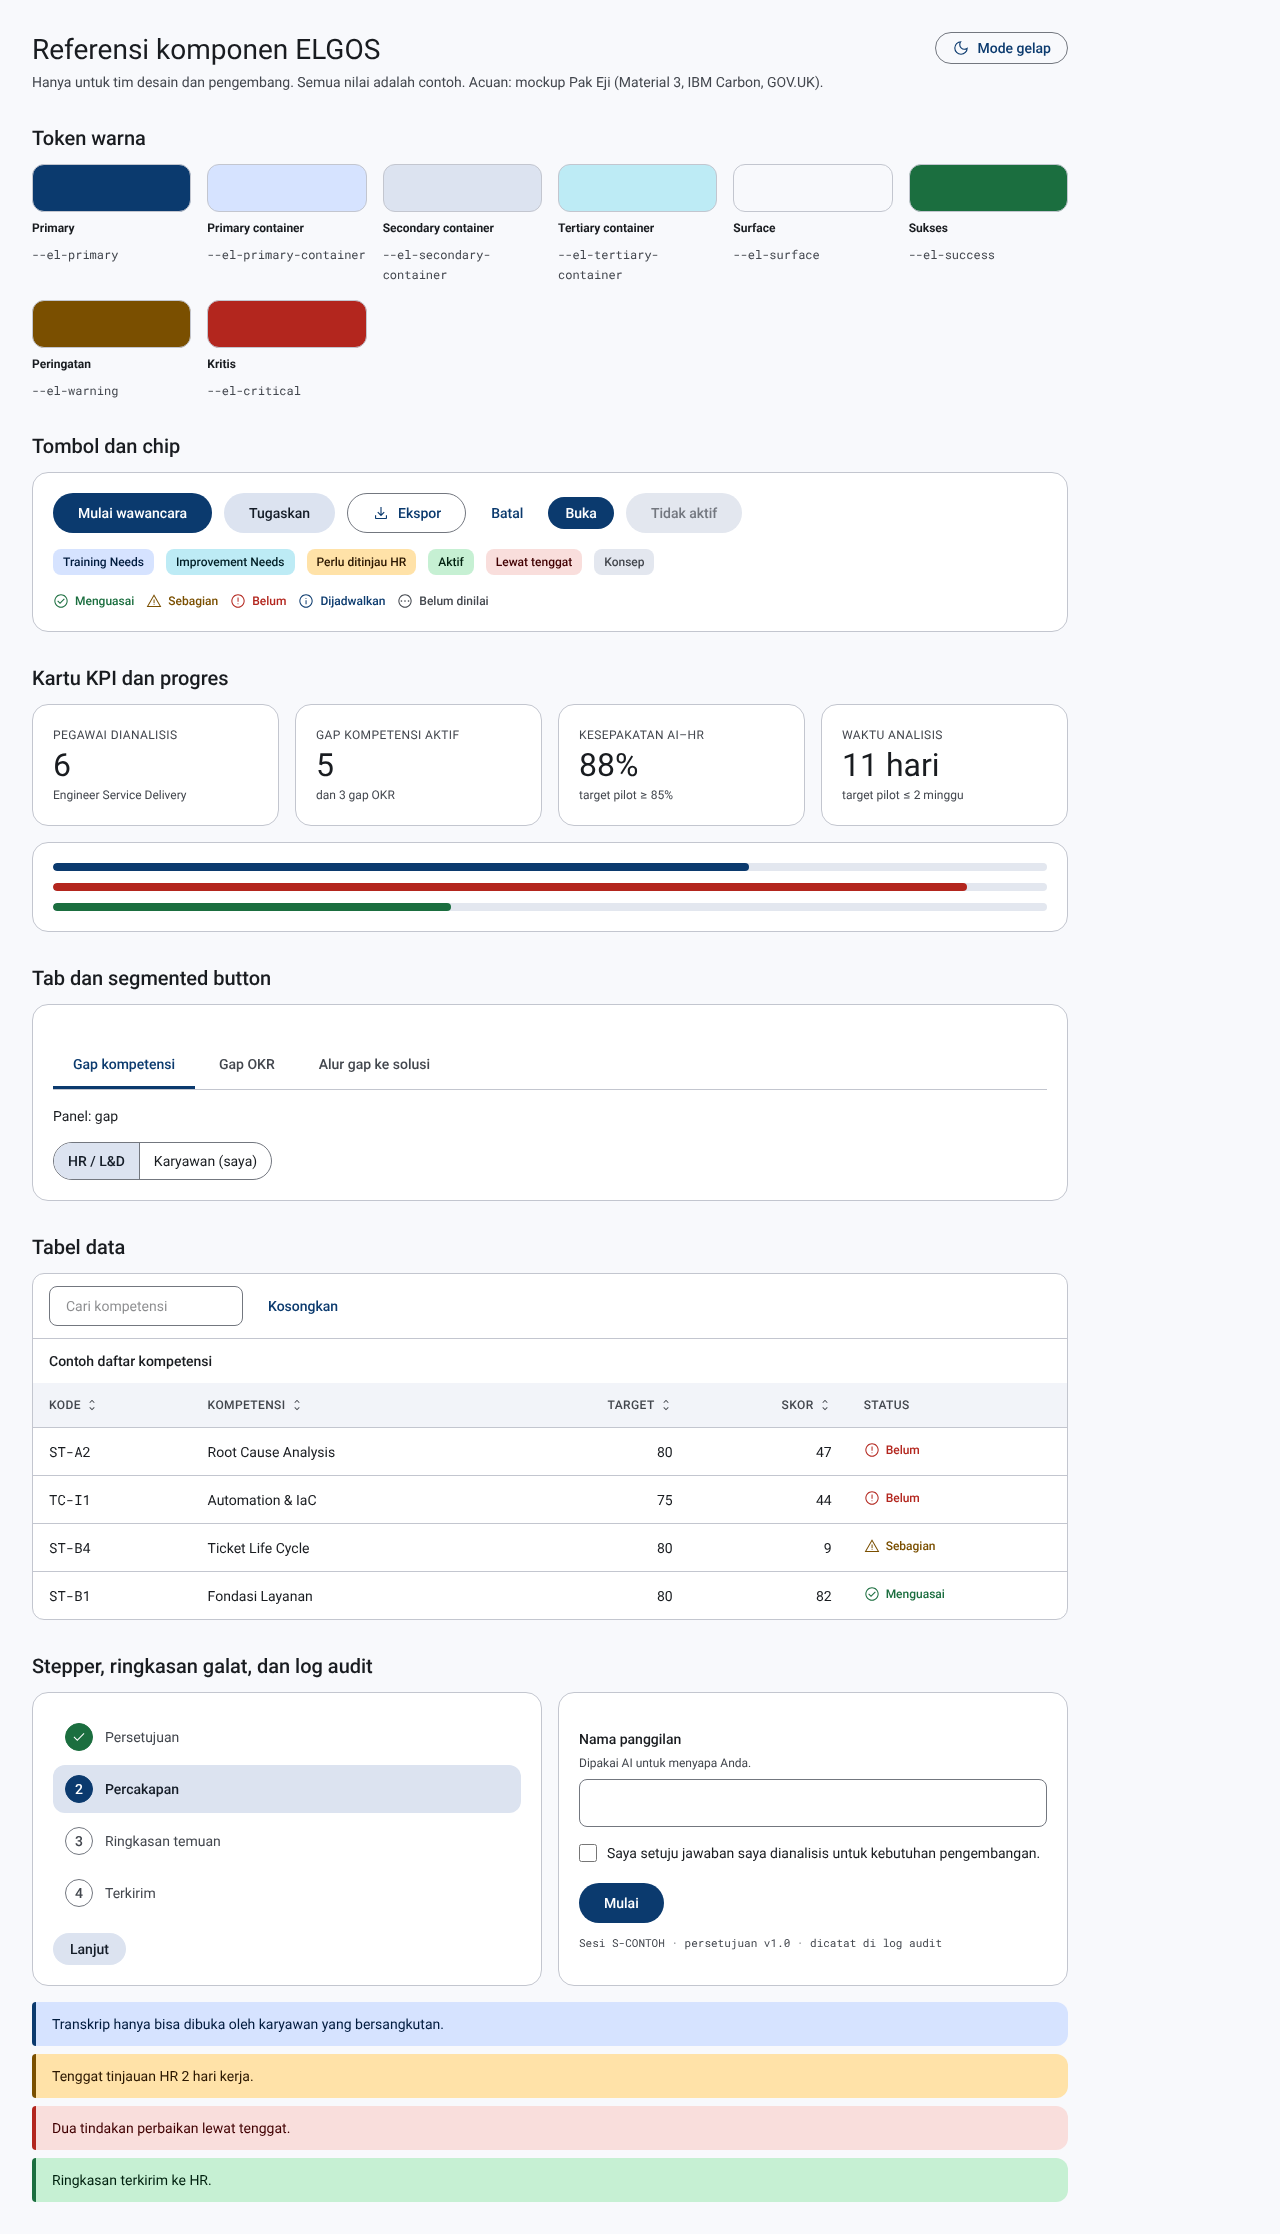 Referensi komponen ELGOS
Mode gelap
Hanya untuk tim desain dan pengembang. Semua nilai adalah contoh. Acuan: mockup Pak Eji (Material 3, IBM Carbon, GOV.UK).
Token warna
Primary
--el-primary
Primary container
--el-primary-container
Secondary container
--el-secondary-
container
Tertiary container
--el-tertiary-
container
Surface
--el-surface
Sukses
--el-success
Peringatan
--el-warning
Kritis
--el-critical
Tombol dan chip
Mulai wawancara
Tugaskan
Ekspor
Batal
Buka
Tidak aktif
Training Needs
Improvement Needs
Perlu ditinjau HR
Aktif
Lewat tenggat
Konsep
Menguasai
Sebagian
Belum
Dijadwalkan
Belum dinilai
Kartu KPI dan progres
PEGAWAI DIANALISIS
6
Engineer Service Delivery
GAP KOMPETENSI AKTIF
5
dan 3 gap OKR
KESEPAKATAN AI–HR
88%
target pilot ≥ 85%
WAKTU ANALISIS
11 hari
target pilot ≤ 2 minggu
Tab dan segmented button
Gap kompetensi
Gap OKR
Alur gap ke solusi
Panel: gap
HR / L&D
Karyawan (saya)
Tabel data
Cari kompetensi
Kosongkan
Contoh daftar kompetensi
KODE KOMPETENSI TARGET SKOR STATUS
ST-A2 Root Cause Analysis 80 47 Belum
TC-I1 Automation & IaC 75 44 Belum
ST-B4 Ticket Life Cycle 80 9 Sebagian
ST-B1 Fondasi Layanan 80 82 Menguasai
Stepper, ringkasan galat, dan log audit
Persetujuan
2 Percakapan
3 Ringkasan temuan
4 Terkirim
Lanjut
Nama panggilan
Dipakai AI untuk menyapa Anda.
Saya setuju jawaban saya dianalisis untuk kebutuhan pengembangan.
Mulai
Sesi S-CONTOH · persetujuan v1.0 · dicatat di log audit
Transkrip hanya bisa dibuka oleh karyawan yang bersangkutan.
Tenggat tinjauan HR 2 hari kerja.
Dua tindakan perbaikan lewat tenggat.
Ringkasan terkirim ke HR.